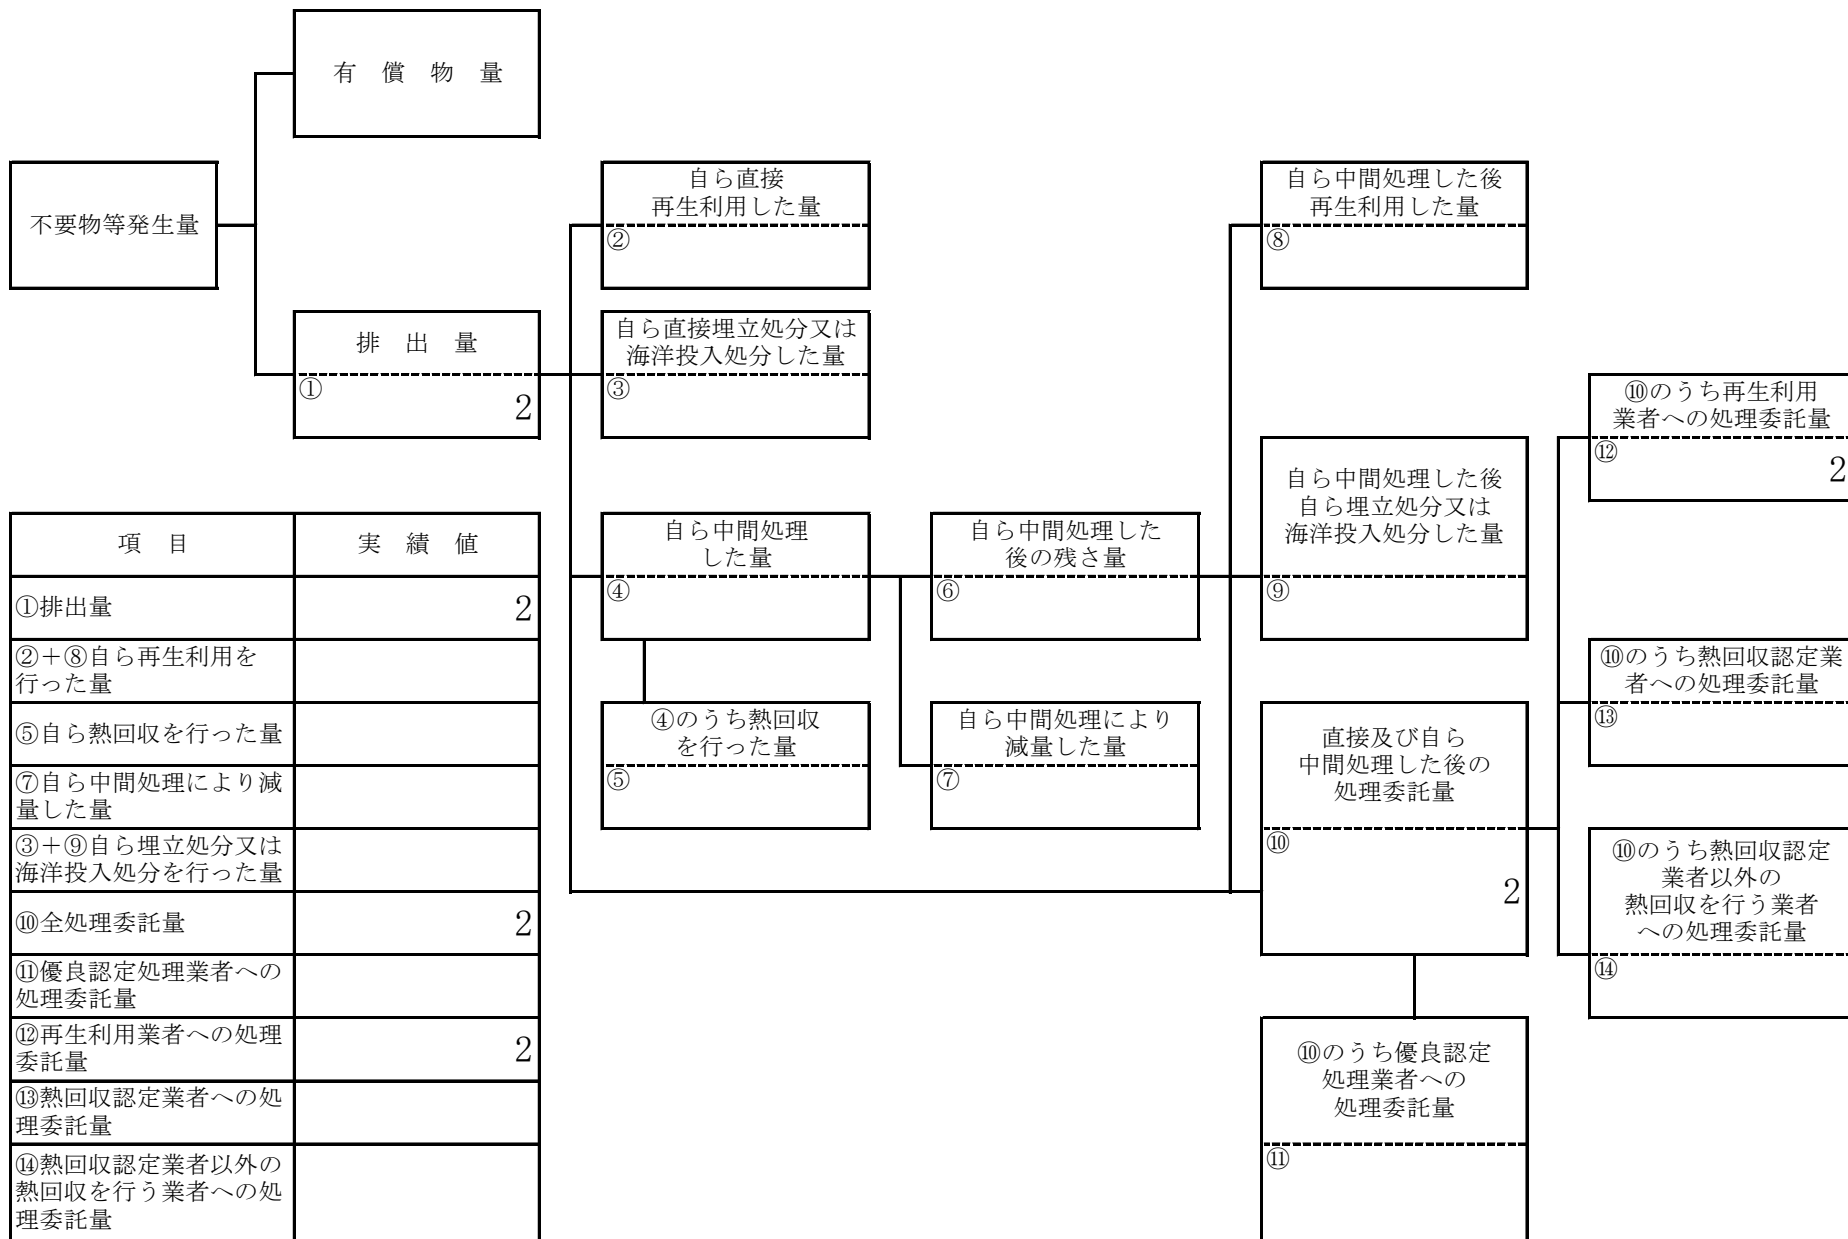 有 償 物 量
不要物等発生量
排 出 量
①
2
自ら直接
再生利用した量
②
自ら直接埋立処分又は
海洋投入処分した量
③
自ら中間処理
した量
④
④のうち熱回収
を行った量
⑤
自ら中間処理した
後の残さ量
⑥
自ら中間処理により
減量した量
⑦
自ら中間処理した後
再生利用した量
⑧
自ら中間処理した後
自ら埋立処分又は
海洋投入処分した量
⑨
直接及び自ら
中間処理した後の
処理委託量
⑩
2
⑩のうち優良認定
処理業者への
処理委託量
⑪
⑩のうち再生利用
業者への処理委託量
⑫
2
⑩のうち熱回収認定業
者への処理委託量
⑬
⑩のうち熱回収認定
業者以外の
熱回収を行う業者
への処理委託量
⑭
項 目 実 績 値
①排出量 2
②＋⑧自ら再生利用を
行った量
⑤自ら熱回収を行った量
⑦自ら中間処理により減
量した量
③＋⑨自ら埋立処分又は
海洋投入処分を行った量
⑩全処理委託量 2
⑪優良認定処理業者への
処理委託量
⑫再生利用業者への処理
委託量 2
⑬熱回収認定業者への処
理委託量
⑭熱回収認定業者以外の
熱回収を行う業者への処
理委託量